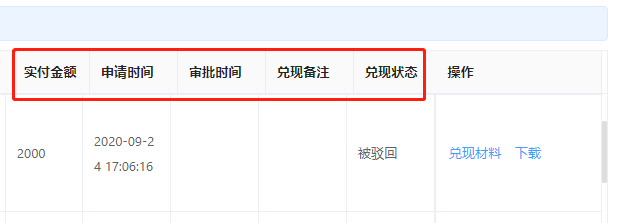 实付金额 申请时间 审批时间 兑现备注 兑现状态 操作
2000 2020-09-2
4 17:06:16 被驳回 兑现材料 下载